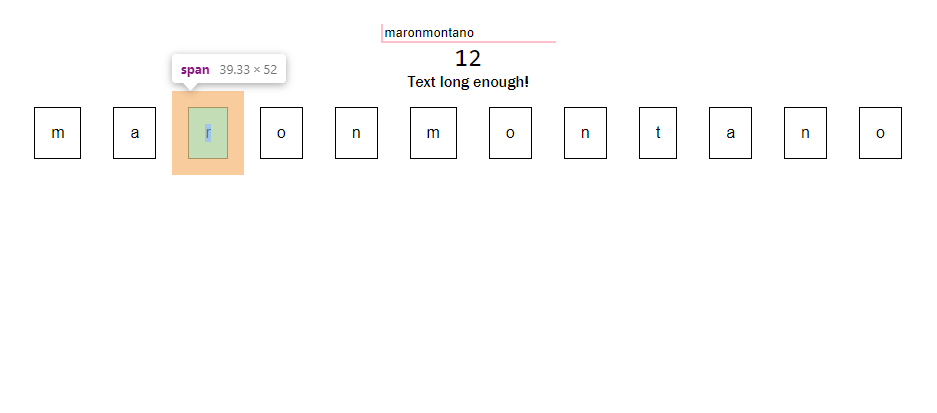 maronmontano
12
span 39.33 × 52
Text long enough!
m a r o n m o n t a n o